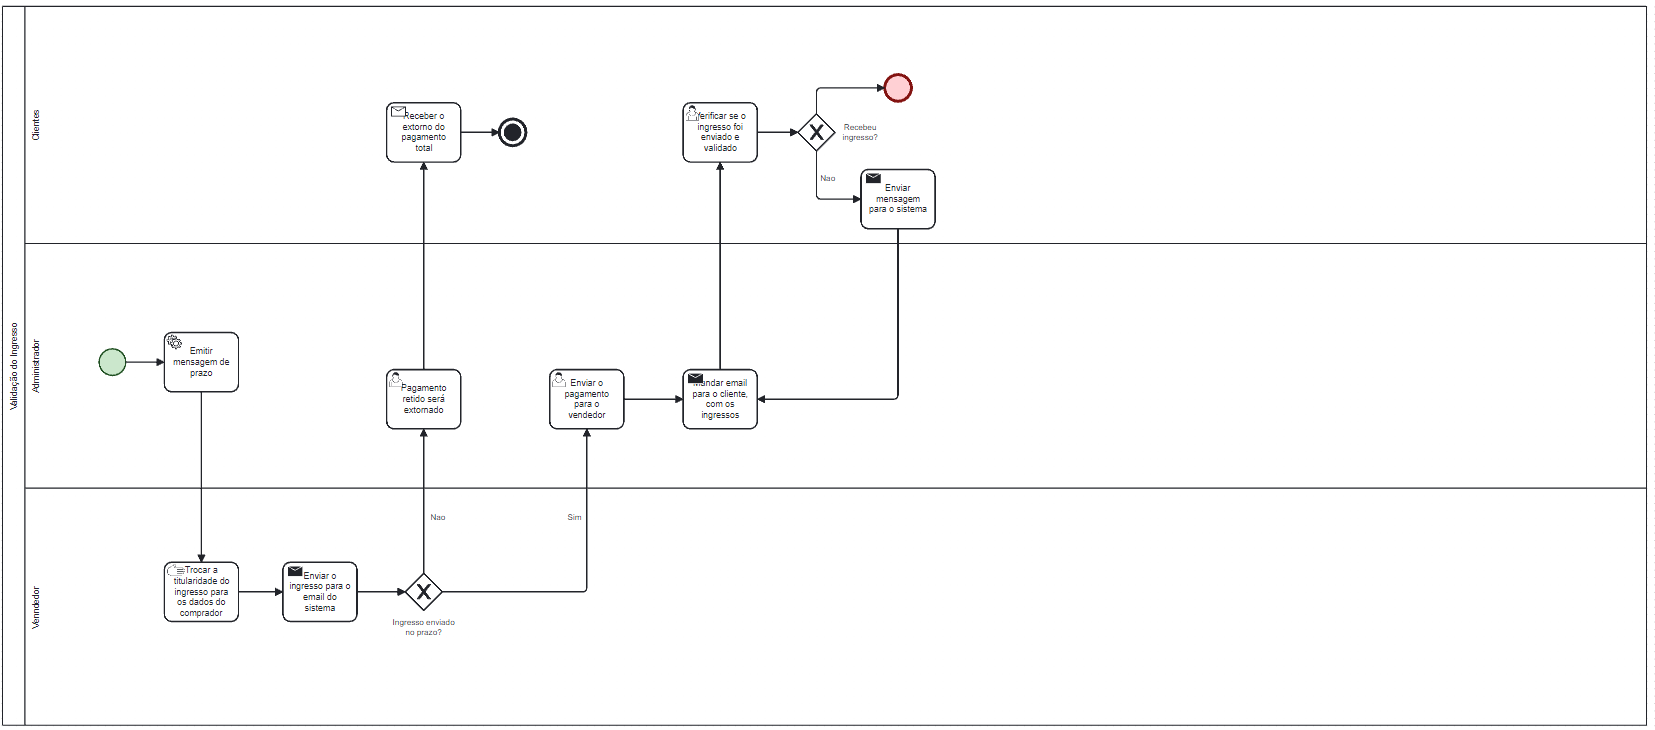 Validação do Ingresso
Clientes
Receber o
extorno do
pagamento
total
Verificar se o
ingresso foi
enviado e
validado
Recebeu
ingresso?
Nao
Enviar
mensagem
para o sistema
Administrador
Emitir
mensagem de
prazo
Pagamento
retido será
extornado
Enviar o
pagamento
para o
vendedor
Mandar email
para o cliente,
com os
ingressos
Venndedor
Nao
Sim
Trocar a
titularidade do
ingresso para
os dados do
comprador
Enviar o
ingresso para o
email do
sistema
Ingresso enviado
no prazo?